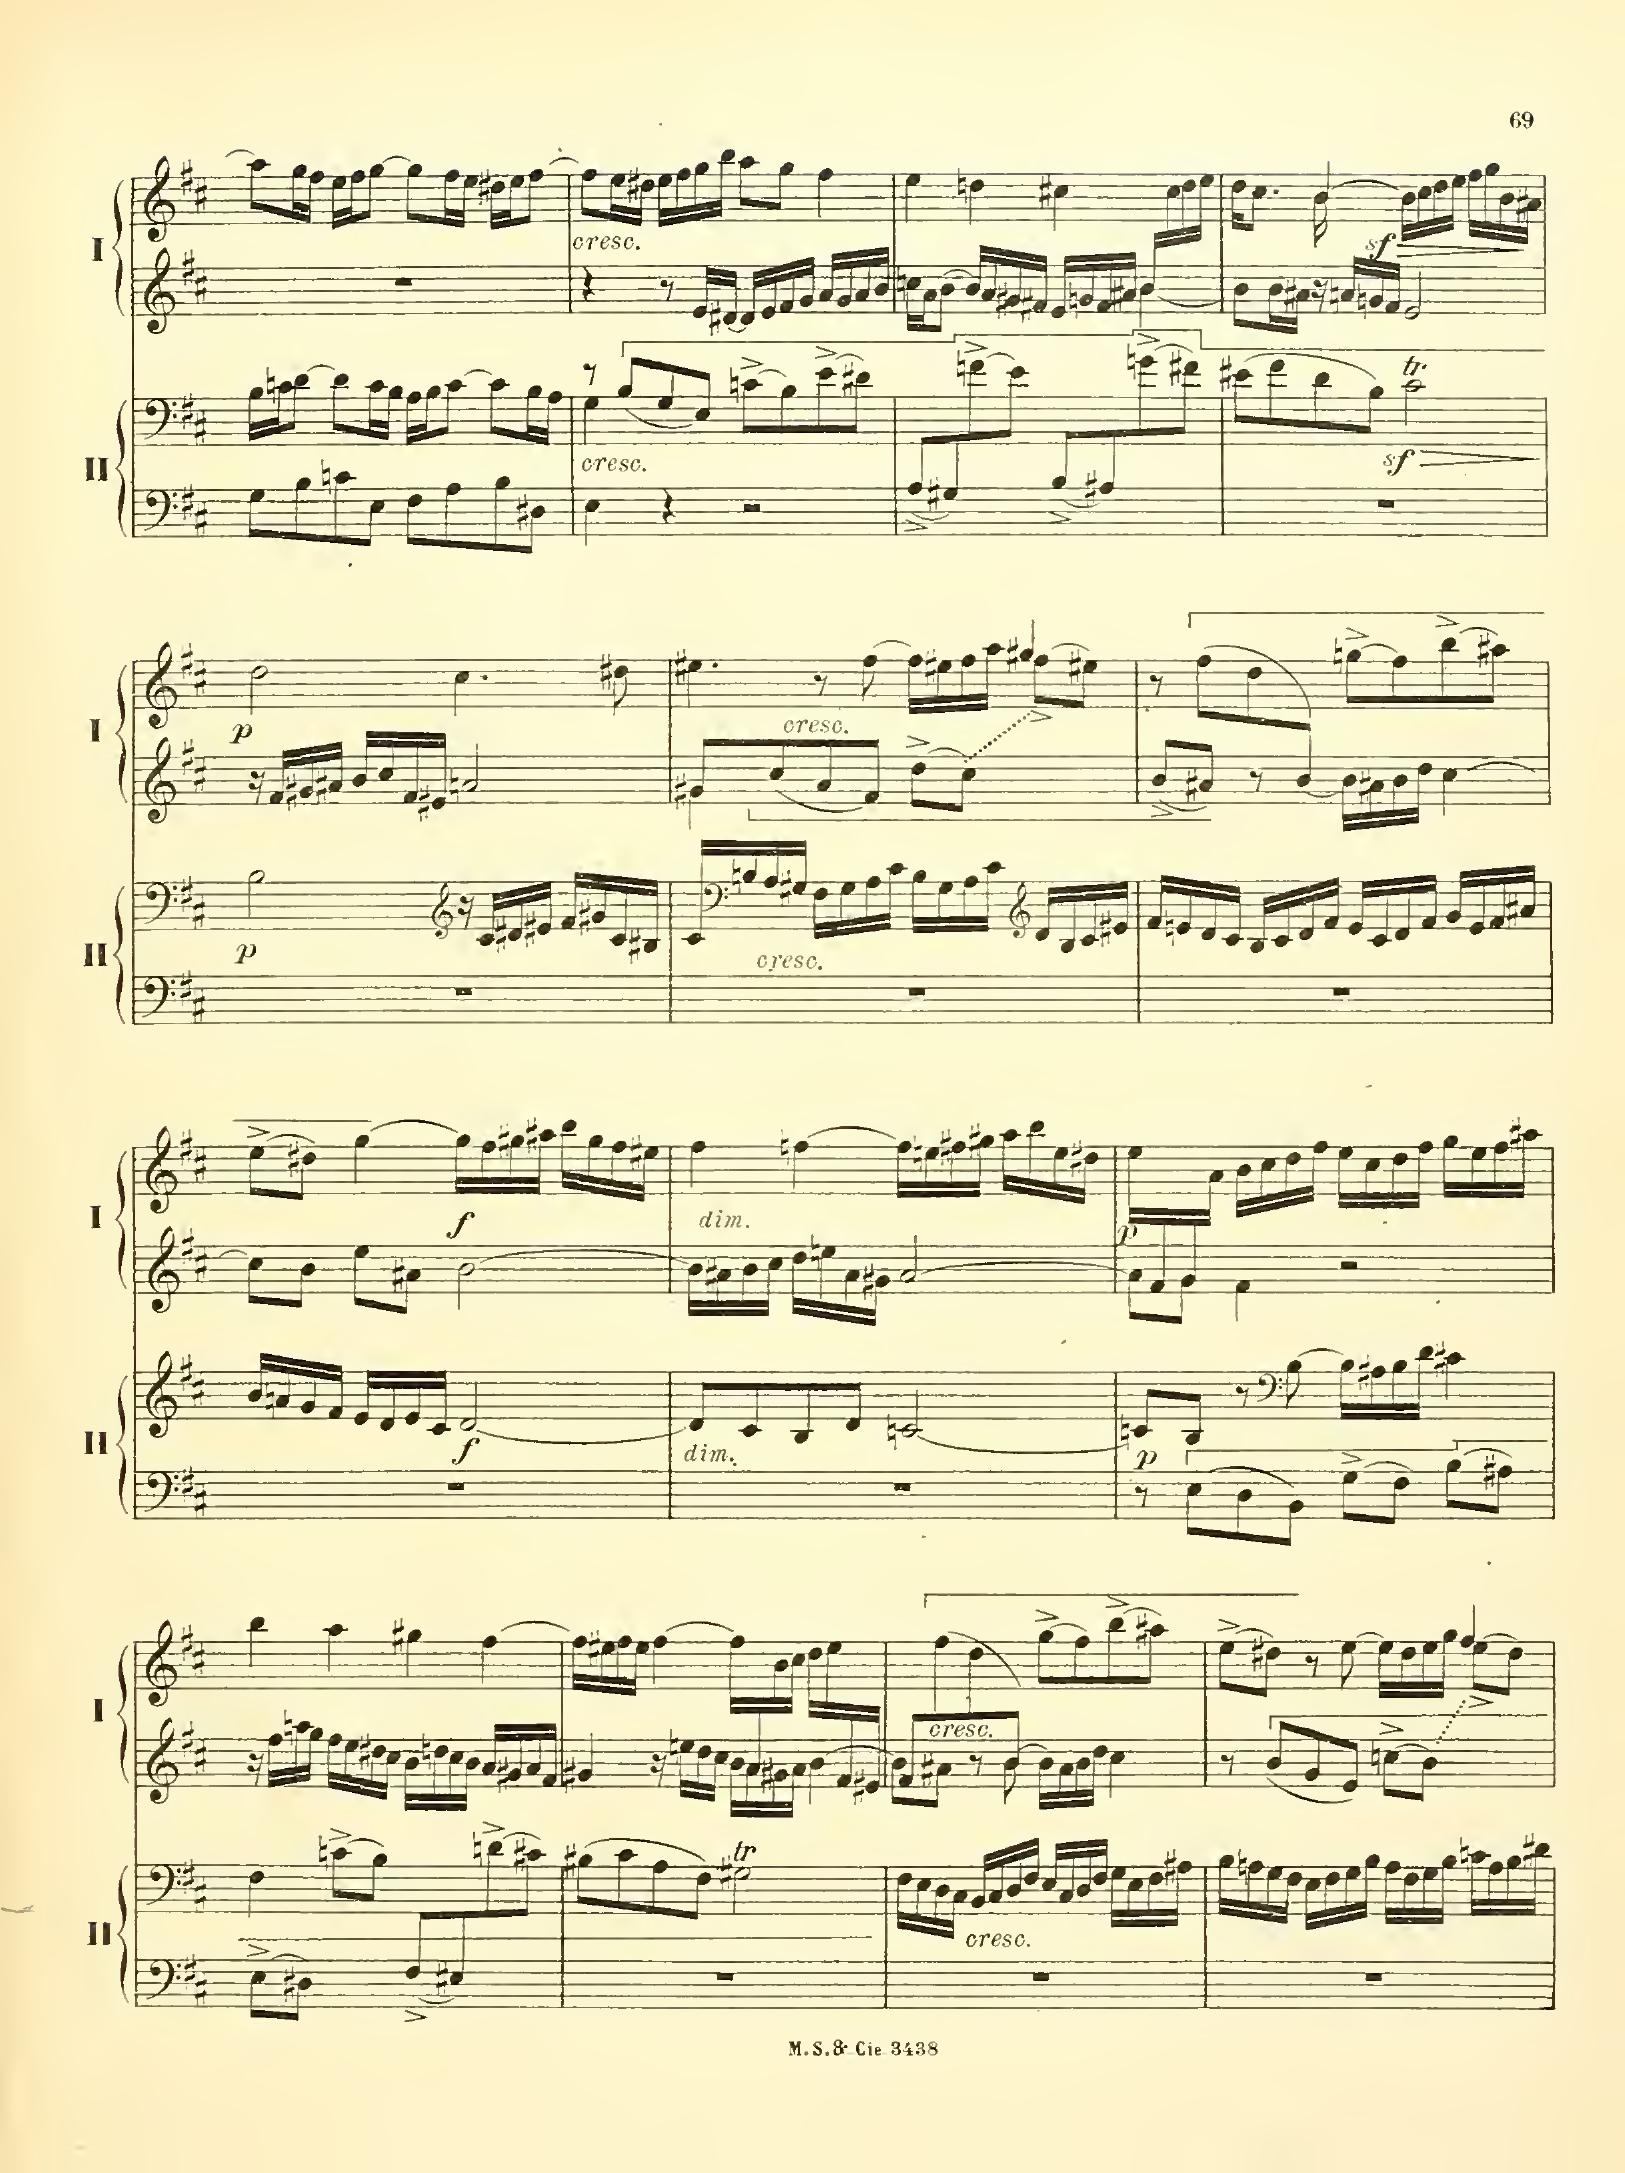 69
I
cresc.
sf
tr
II
cresc.
sf
I
p
cresc.
II
p
cresc.
I
f
dim.
p
II
f
dim.
p
I
cresc.
tr
II
cresc.
M. S. & Cie 3438